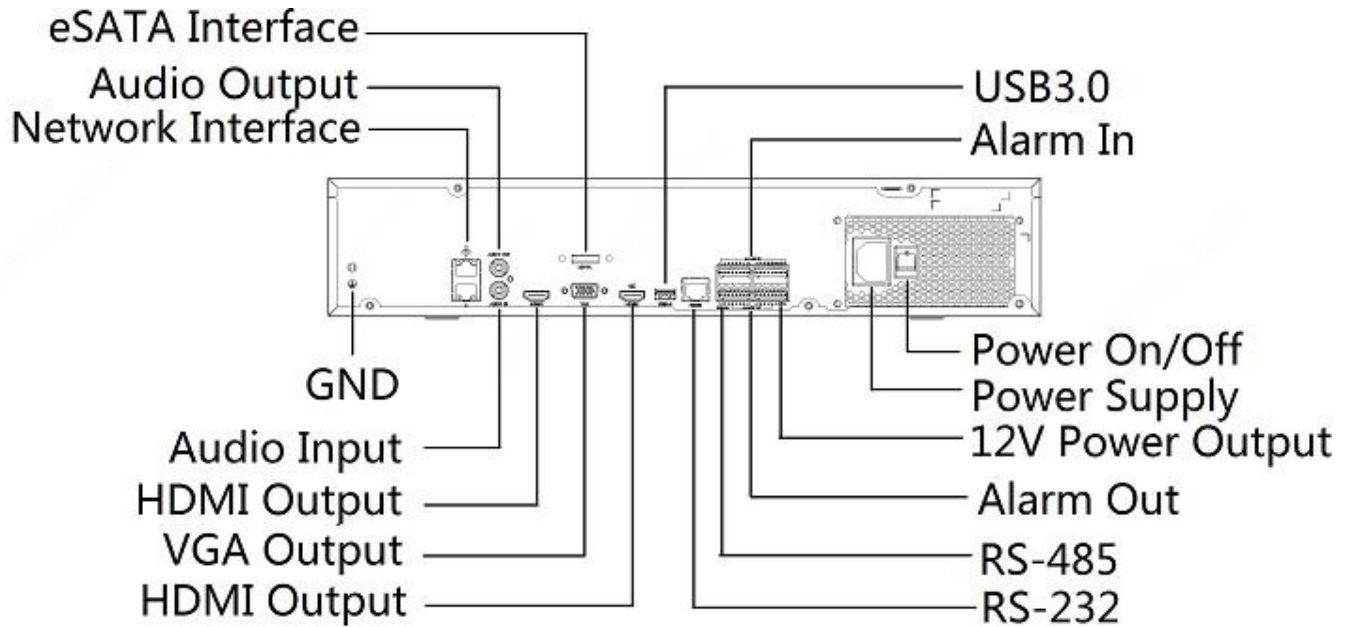 eSATA Interface
Audio Output
Network Interface
USB3.0
Alarm In
GND
Audio Input
HDMI Output
VGA Output
HDMI Output
Power On/Off
Power Supply
12V Power Output
Alarm Out
RS-485
RS-232